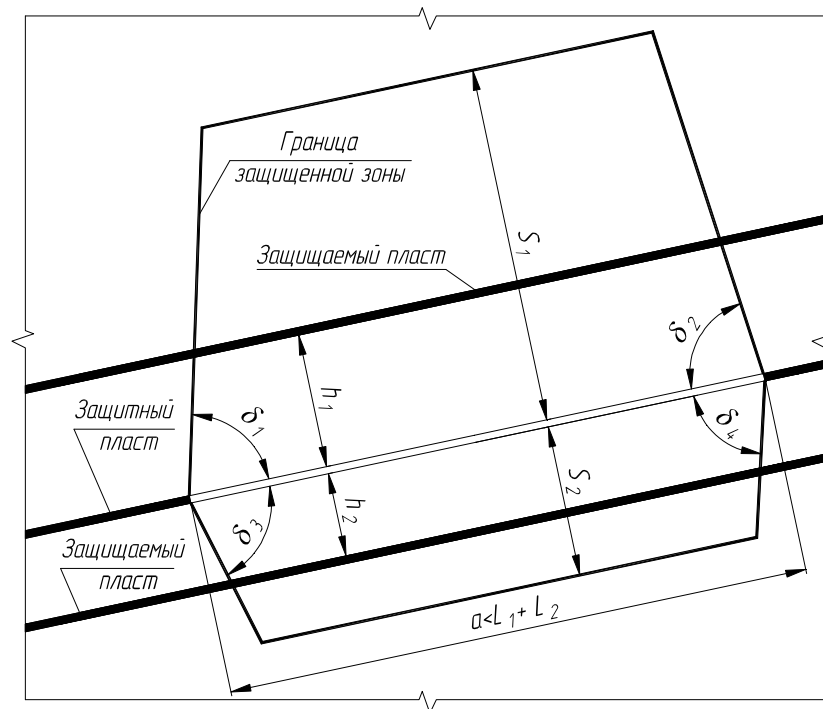 Граница
защищенной зоны
S₁
Защищаемый пласт
δ₂
h₁
Защитный
пласт
δ₁
δ₄
S₂
h₂
δ₃
Защищаемый
пласт
a<L₁+ L₂